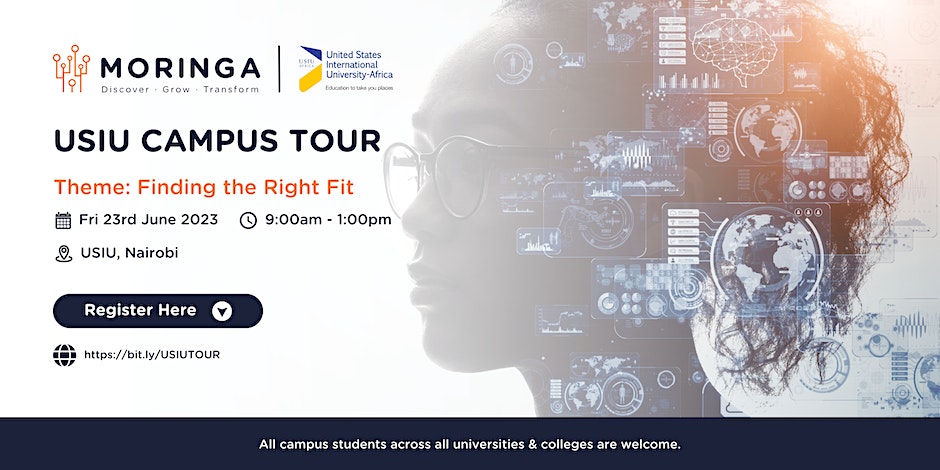 MORINGA
Discover · Grow · Transform
USIU
AFRICA
United States
International
University-Africa
Education to take you places
USIU CAMPUS TOUR
Theme: Finding the Right Fit
Fri 23rd June 2023
9:00am - 1:00pm
USIU, Nairobi
Register Here
https://bit.ly/USIUTOUR
All campus students across all universities & colleges are welcome.